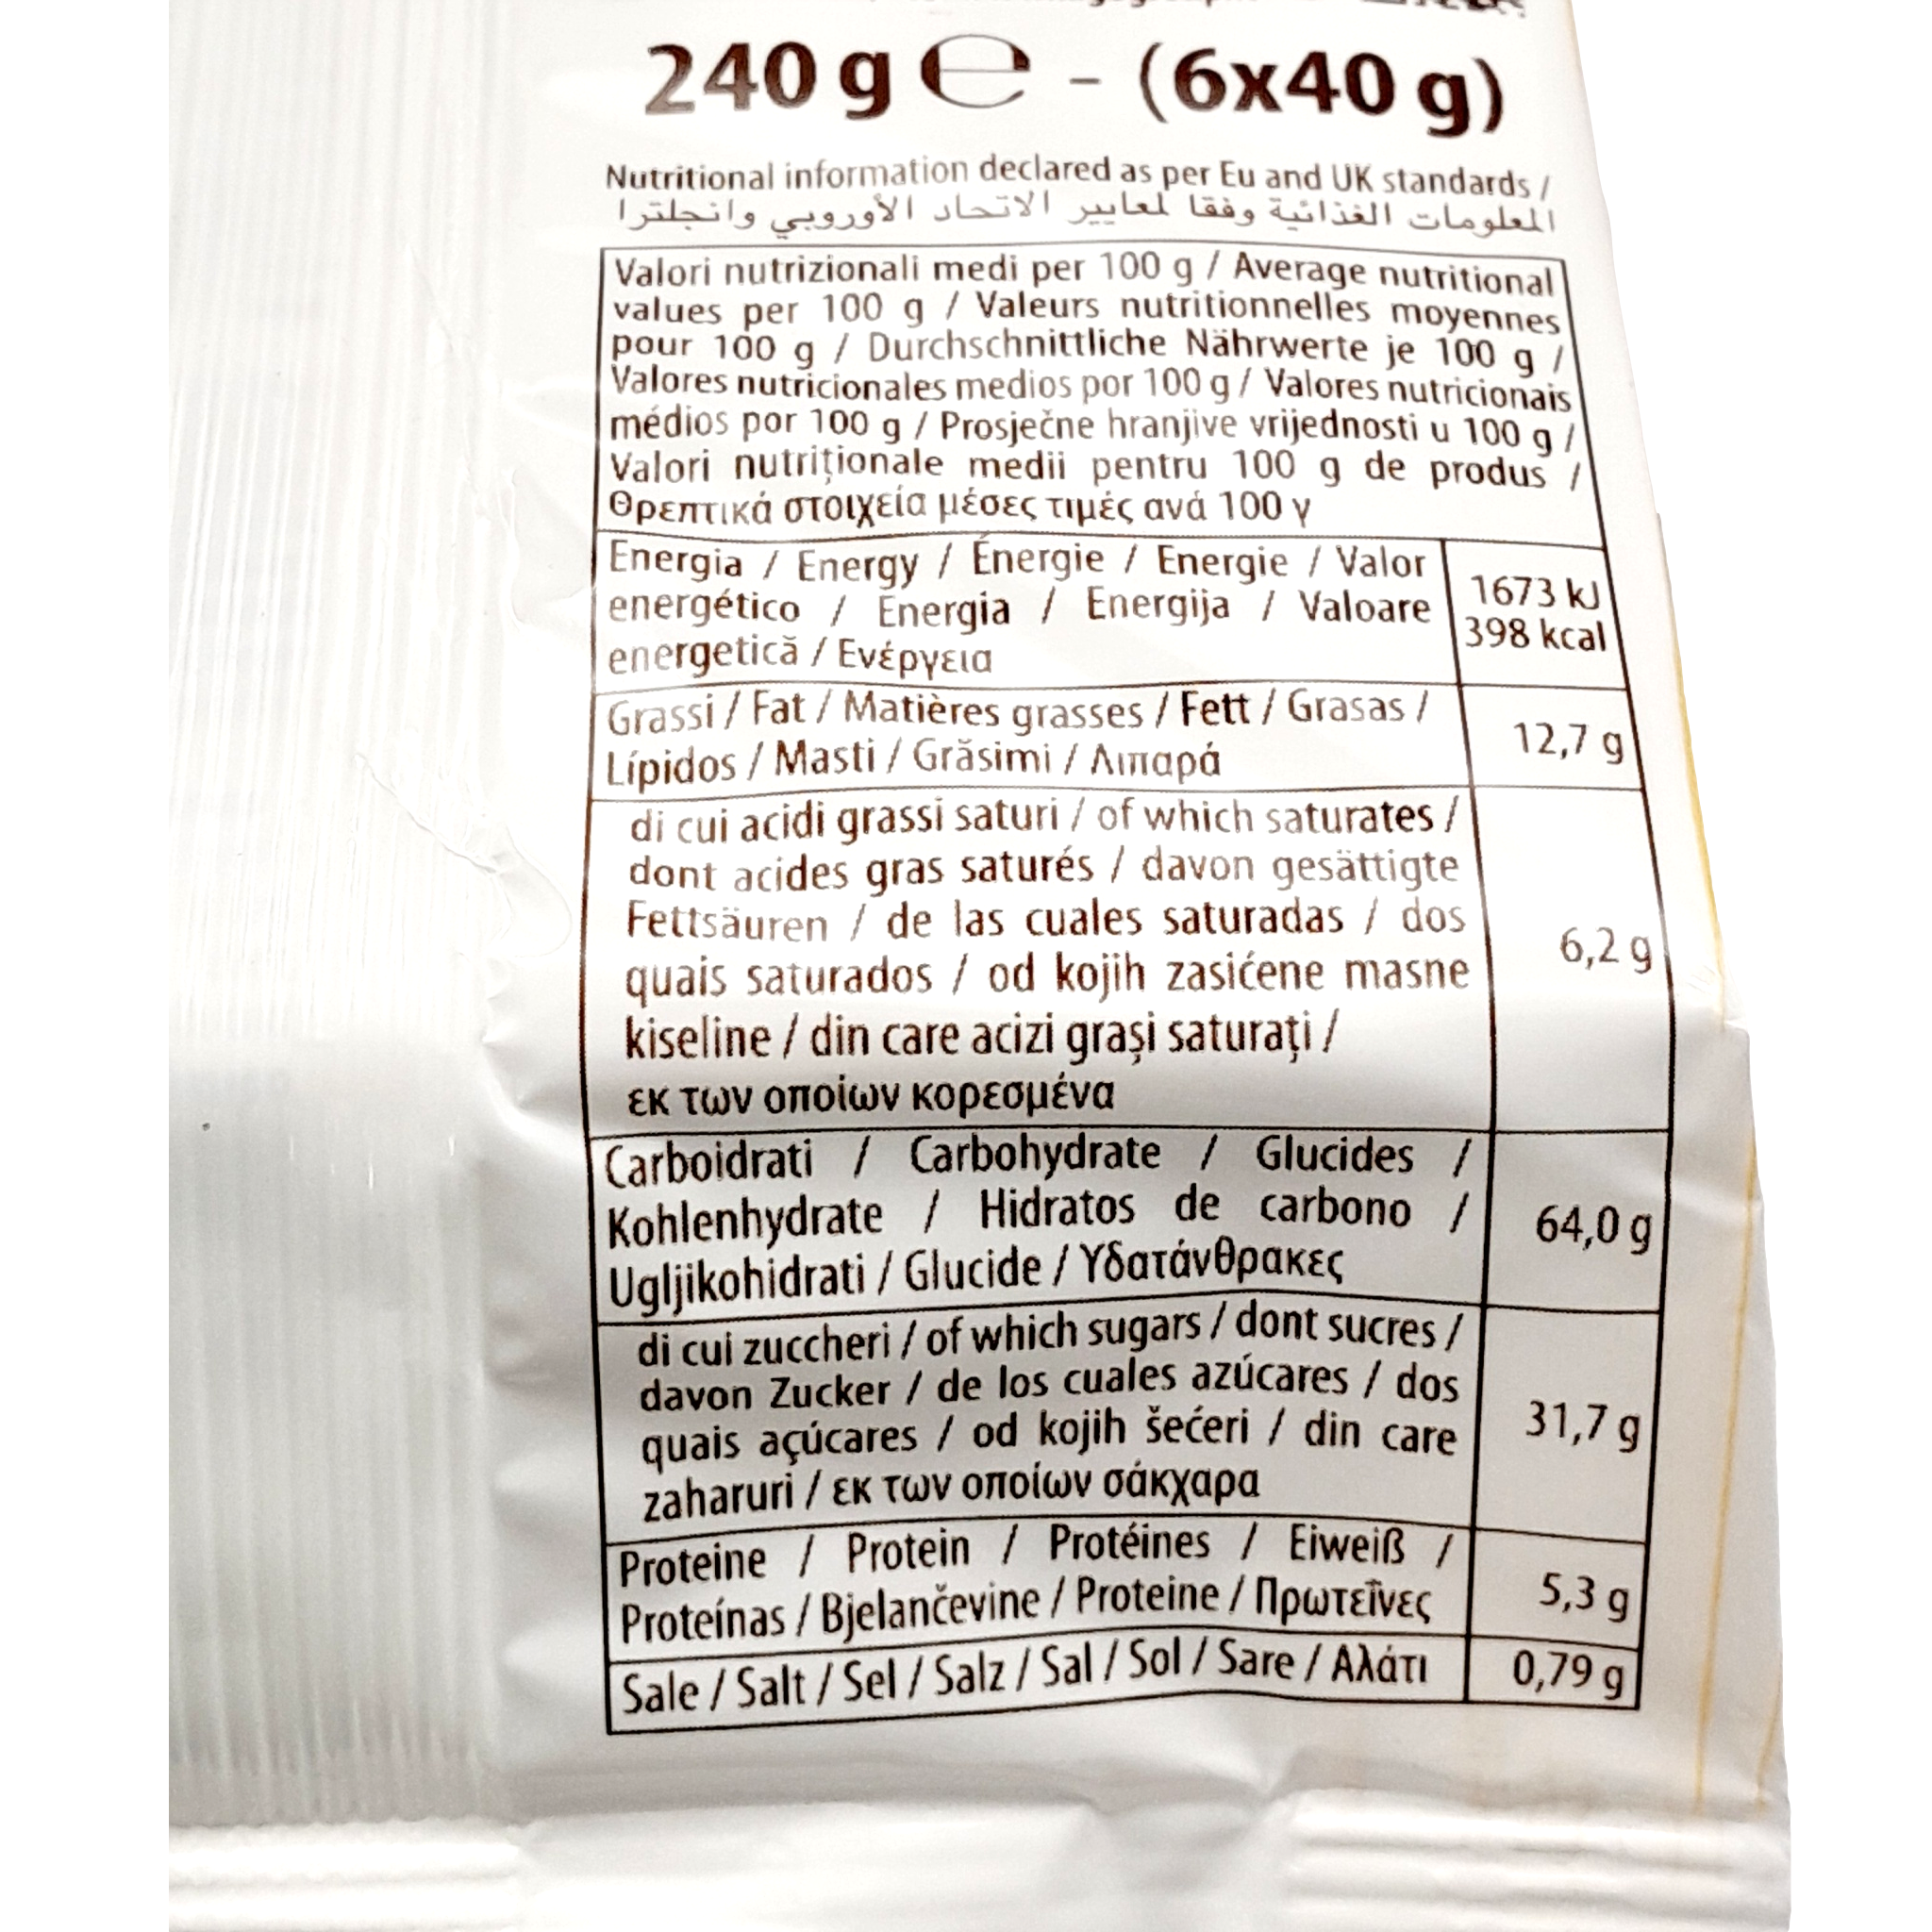 240 g ℮ - (6x40 g)
Nutritional information declared as per Eu and UK standards /
المعلومات الغذائية وفقا لمعايير الاتحاد الأوروبي وانجلترا
Valori nutrizionali medi per 100 g / Average nutritional
values per 100 g / Valeurs nutritionnelles moyennes
pour 100 g / Durchschnittliche Nährwerte je 100 g /
Valores nutricionales medios por 100 g / Valores nutricionais
médios por 100 g / Prosječne hranjive vrijednosti u 100 g /
Valori nutriționale medii pentru 100 g de produs /
Θρεπτικά στοιχεία μέσες τιμές ανά 100 γ
Energia / Energy / Énergie / Energie / Valor
energético / Energia / Energija / Valoare
energetică / Ενέργεια
1673 kJ
398 kcal
Grassi / Fat / Matières grasses / Fett / Grasas /
Lípidos / Masti / Grăsimi / Λιπαρά
12,7 g
di cui acidi grassi saturi / of which saturates /
dont acides gras saturés / davon gesättigte
Fettsäuren / de las cuales saturadas / dos
quais saturados / od kojih zasićene masne
kiseline / din care acizi grași saturați /
εκ των οποίων κορεσμένα
6,2 g
Carboidrati / Carbohydrate / Glucides /
Kohlenhydrate / Hidratos de carbono /
Ugljikohidrati / Glucide / Υδατάνθρακες
64,0 g
di cui zuccheri / of which sugars / dont sucres /
davon Zucker / de los cuales azúcares / dos
quais açúcares / od kojih šećeri / din care
zaharuri / εκ των οποίων σάκχαρα
31,7 g
Proteine / Protein / Protéines / Eiweiß /
Proteínas / Bjelančevine / Proteine / Πρωτεΐνες
5,3 g
Sale / Salt / Sel / Salz / Sal / Sol / Sare / Αλάτι
0,79 g